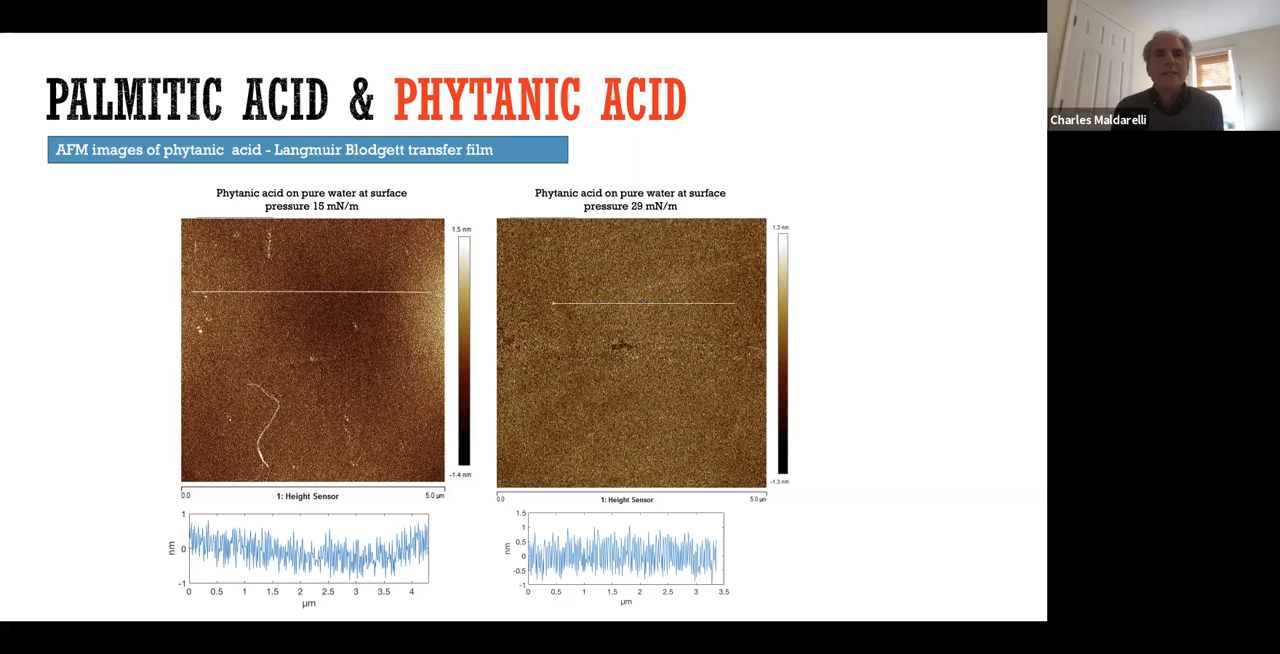 PALMITIC ACID & PHYTANIC ACID
AFM images of phytanic  acid - Langmuir Blodgett transfer film
Charles Maldarelli
Phytanic acid on pure water at surface
pressure 15 mN/m
1.5 nm
-1.4 nm
0.0
1: Height Sensor
5.0 µm
1
0
-1
nm
0 0.5 1 1.5 2 2.5 3 3.5 4
µm
Phytanic acid on pure water at surface
pressure 29 mN/m
1.3 nm
-1.3 nm
0.0
1: Height Sensor
5.0 µm
1.5
1
0.5
0
-0.5
-1
nm
0 0.5 1 1.5 2 2.5 3 3.5
µm